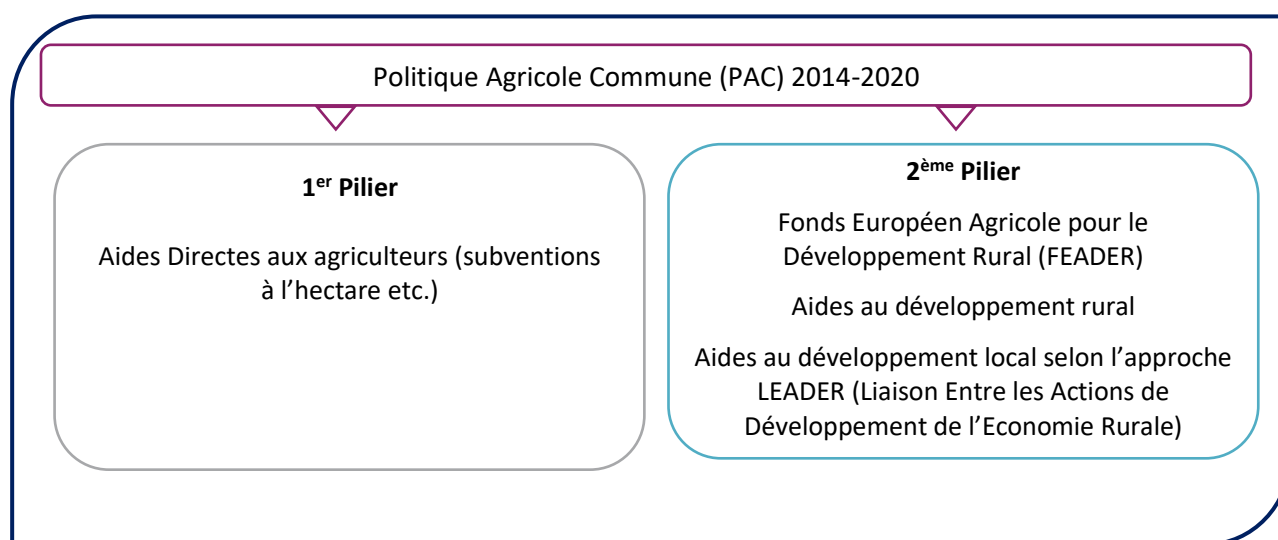 Politique Agricole Commune (PAC) 2014-2020
1er Pilier
Aides Directes aux agriculteurs (subventions
à l’hectare etc.)
2ème Pilier
Fonds Européen Agricole pour le
Développement Rural (FEADER)
Aides au développement rural
Aides au développement local selon l’approche
LEADER (Liaison Entre les Actions de
Développement de l’Economie Rurale)